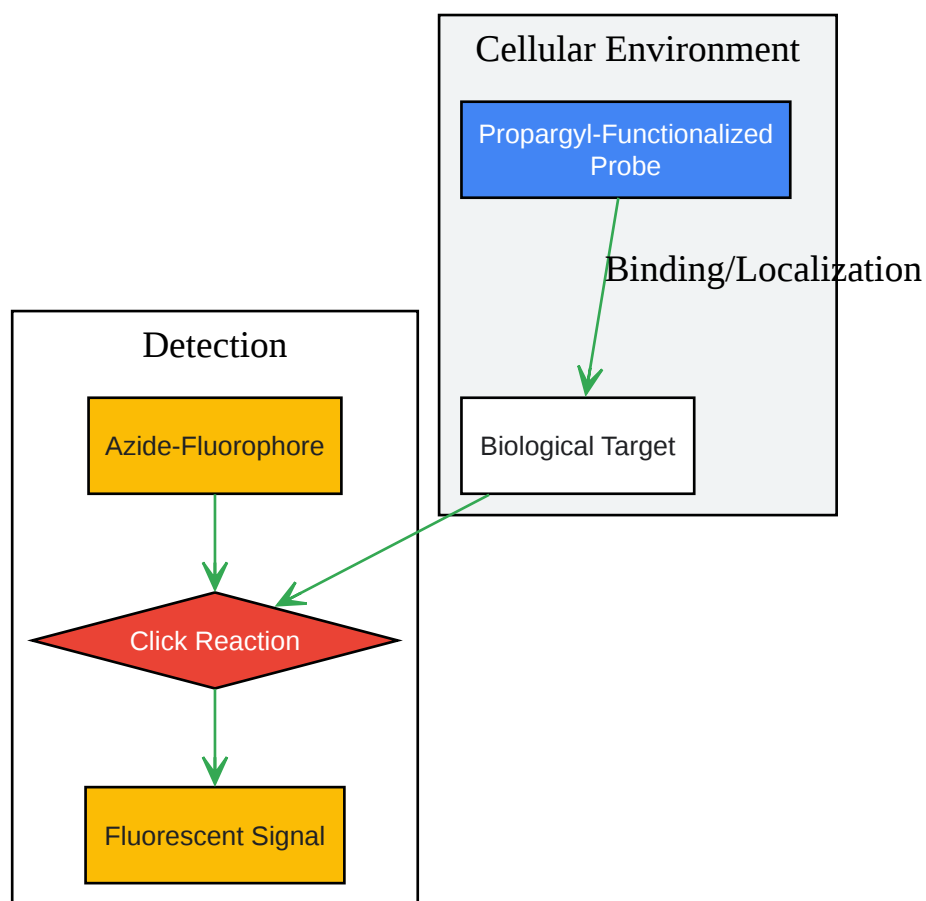 Cellular Environment
Propargyl-Functionalized
Probe
Binding/Localization
Detection
Azide-Fluorophore
Biological Target
Click Reaction
Fluorescent Signal